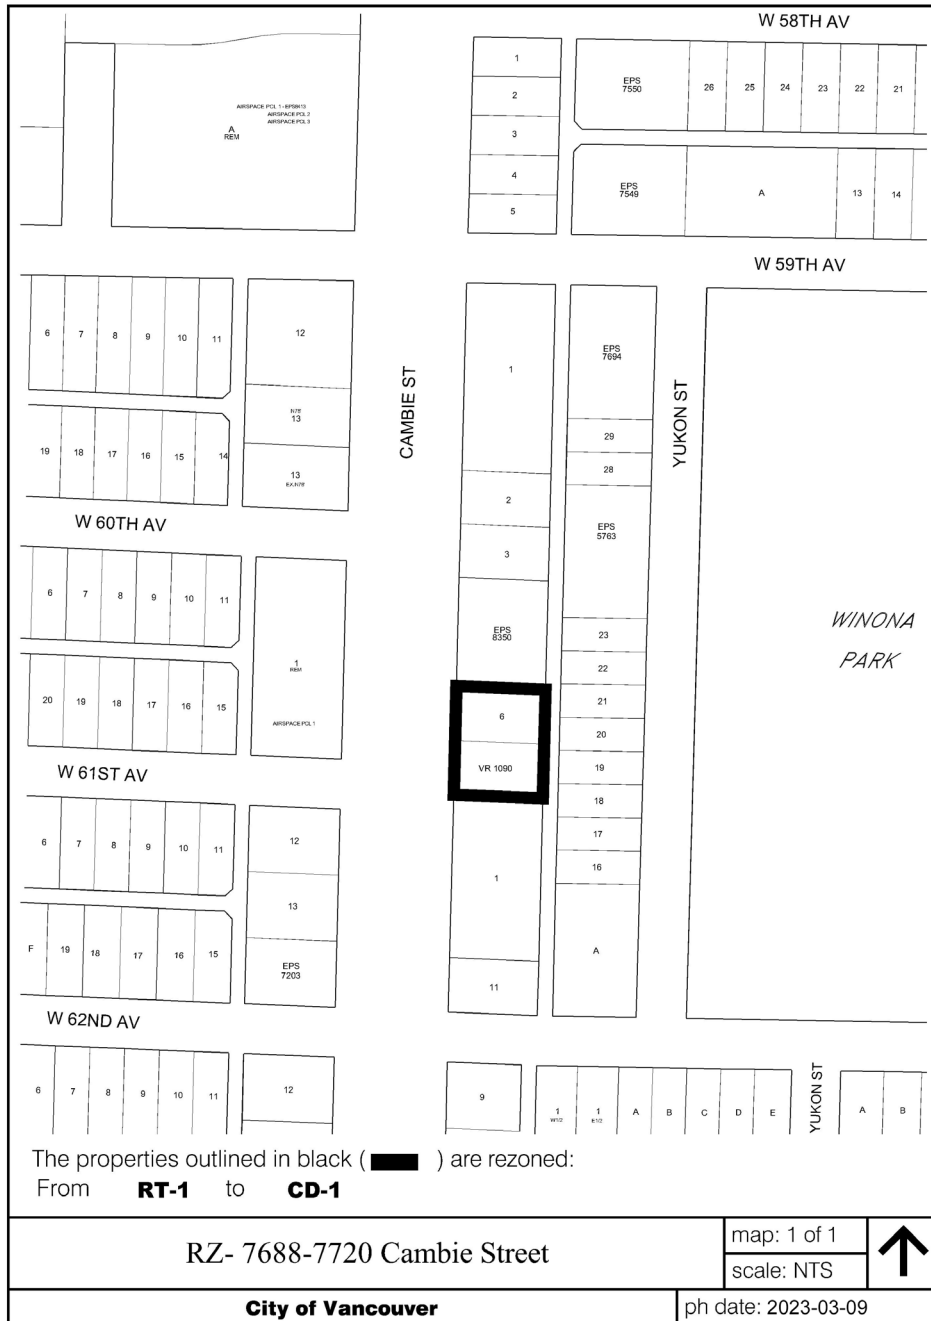 W 58TH AV
1
2
3
4
5
EPS
7550
26
25
24
23
22
21
AIRSPACE PCL 1 - EPS9413
AIRSPACE PCL 2
AIRSPACE PCL 3
A
REM
EPS
7549
A
13
14
W 59TH AV
6
7
8
9
10
11
12
N78'
13
13
EX.N78'
19
18
17
16
15
14
CAMBIE ST
1
2
3
EPS
8350
6
VR 1090
1
11
EPS
7694
29
28
EPS
5763
23
22
21
20
19
18
17
16
A
YUKON ST
WINONA
PARK
W 60TH AV
6
7
8
9
10
11
1
REM
AIRSPACE PCL 1
20
19
18
17
16
15
W 61ST AV
6
7
8
9
10
11
12
13
EPS
7203
F
19
18
17
16
15
W 62ND AV
6
7
8
9
10
11
12
9
1
W1/2
1
E1/2
A
B
C
D
E
YUKON ST
A
B
The properties outlined in black ( ) are rezoned:
From RT-1 to CD-1
RZ- 7688-7720 Cambie Street
map: 1 of 1
scale: NTS
City of Vancouver
ph date: 2023-03-09